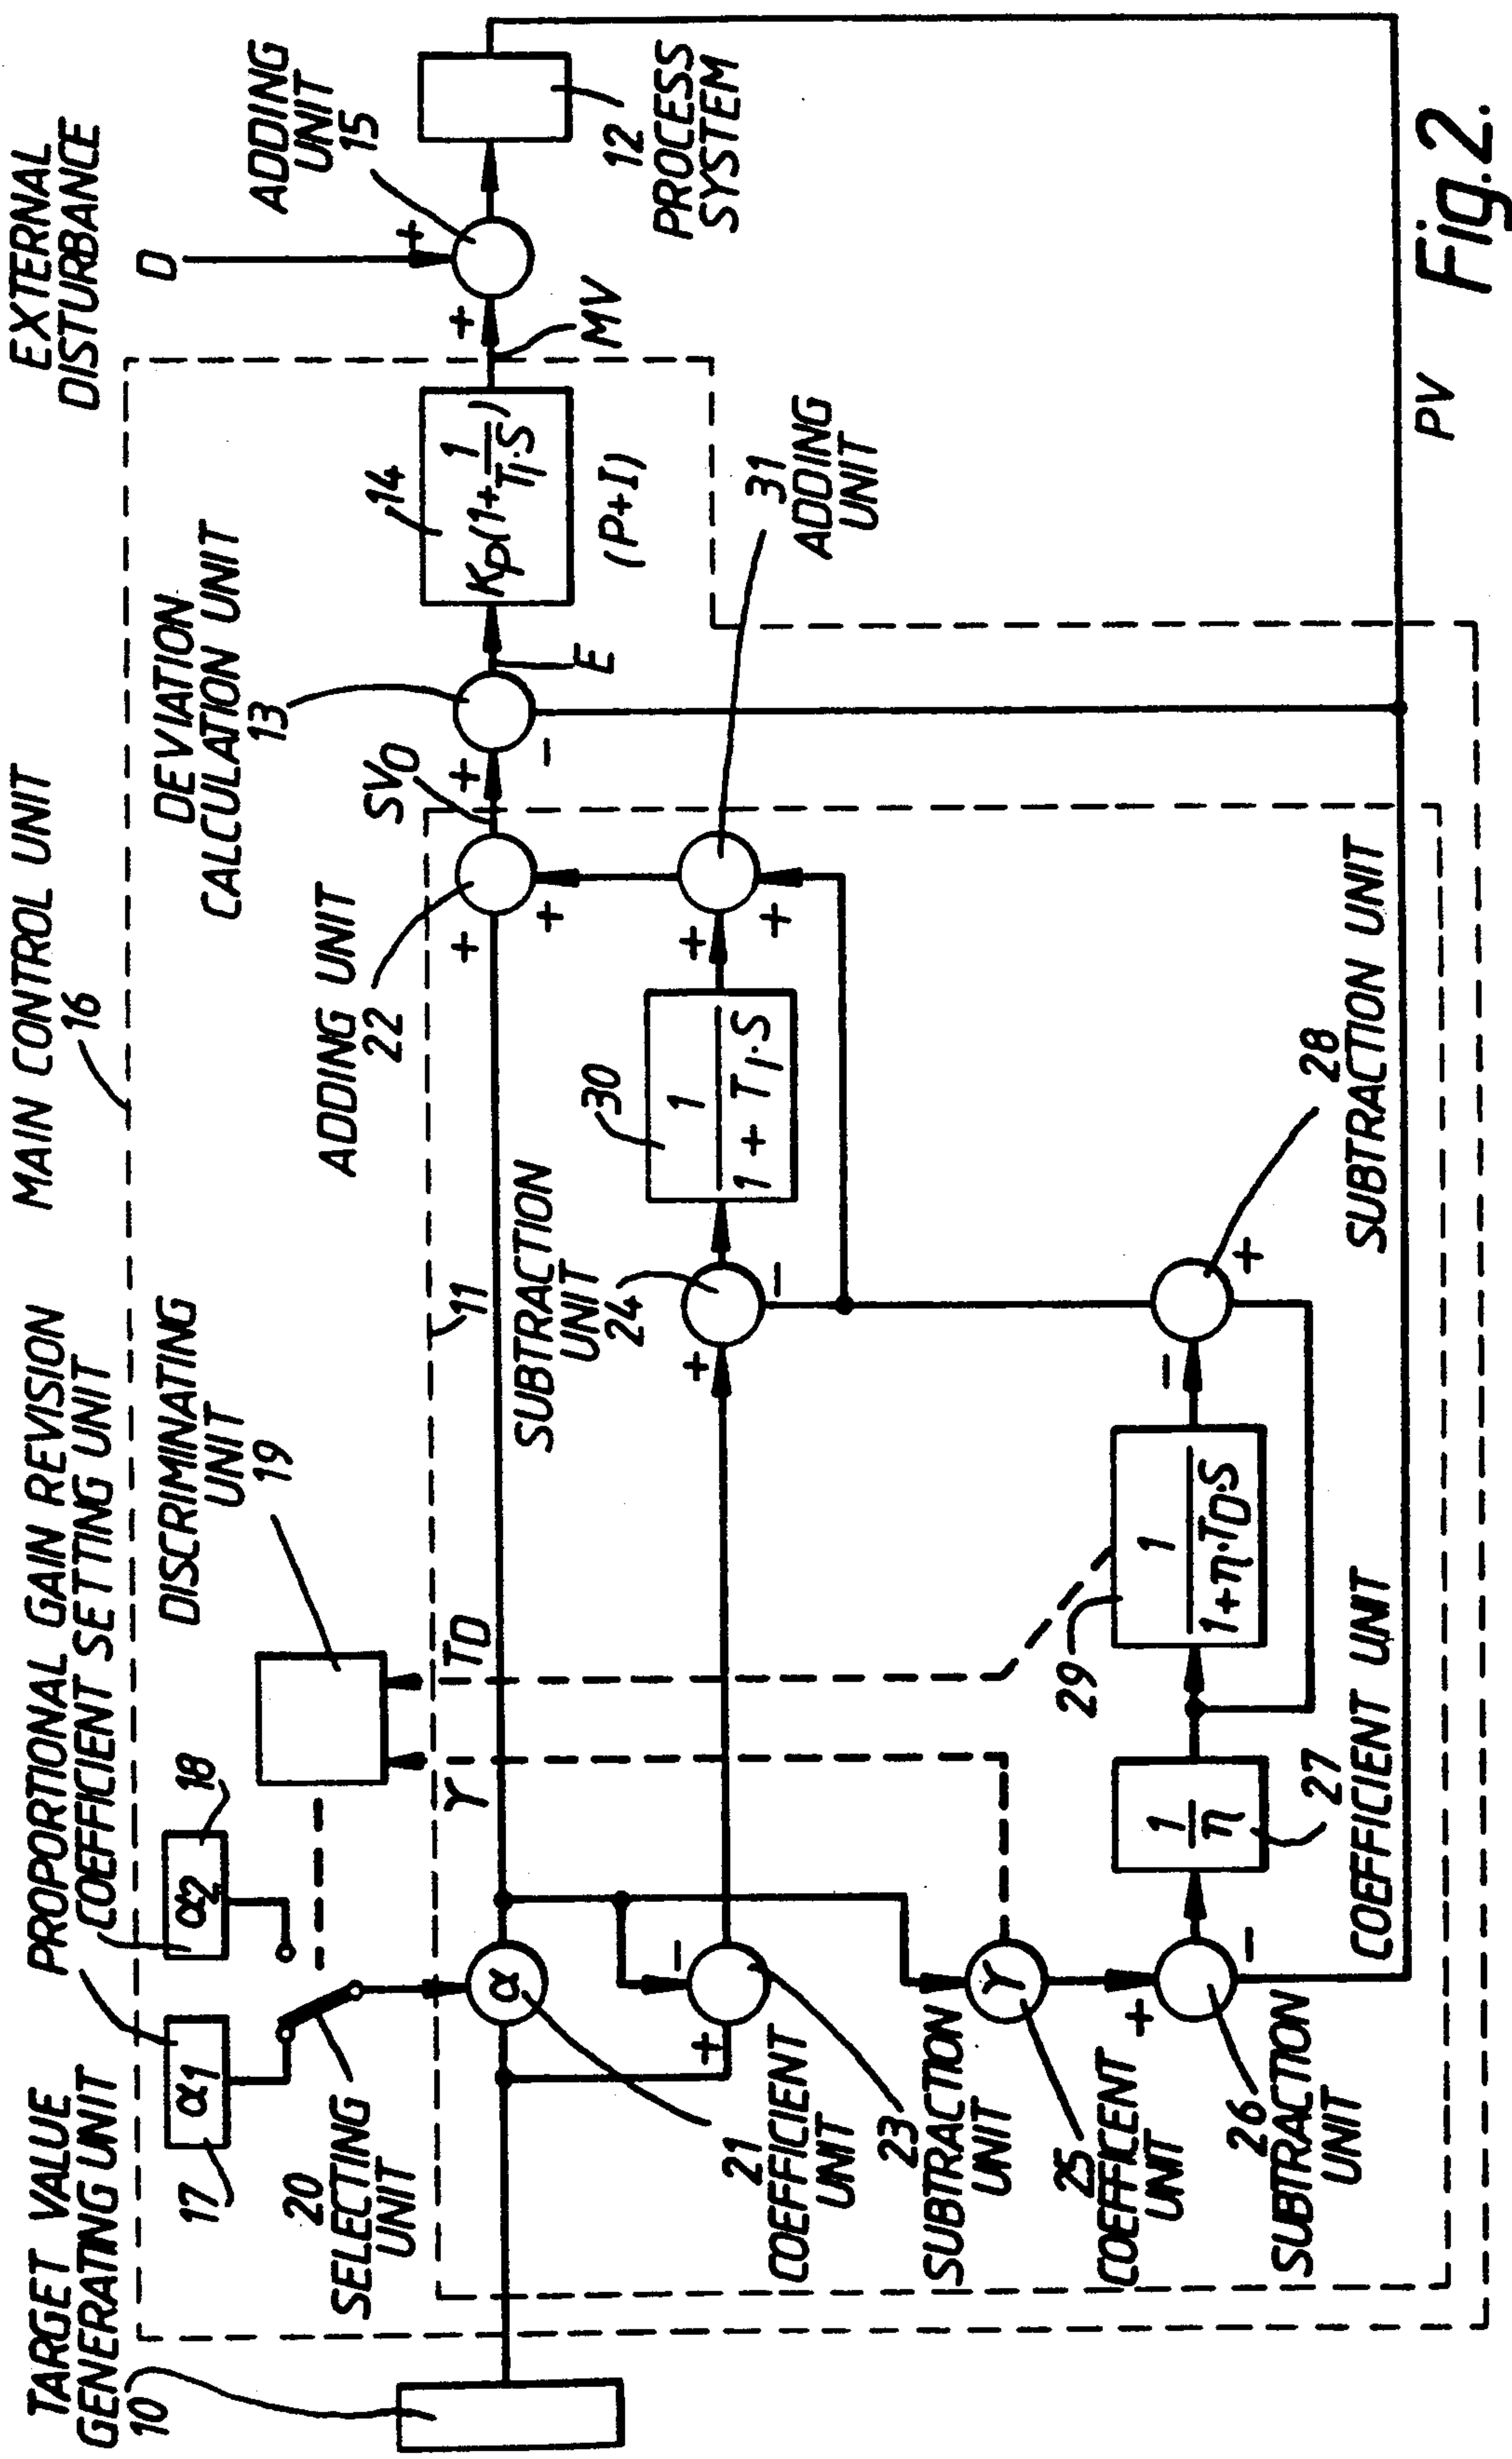 TARGET VALUE
GENERATING UNIT
10
PROPORTIONAL GAIN REVISION
COEFFICIENT SETTING UNIT
MAIN CONTROL UNIT
16
EXTERNAL
DISTURBANCE
D
17
α1
α2
18
DISCRIMINATING
UNIT
19
20
SELECTING
UNIT
DEVIATION
CALCULATION UNIT
13
ADDING
UNIT
15
ADDING UNIT
22
11
γ
TD
SV0
+
+
+
-
E
14
KP(1+ 1
TI·S)
(P+I)
+
+
MV
12
PROCESS
SYSTEM
α
+
-
21
COEFFICIENT
UNIT
SUBTRACTION
UNIT
24
+
-
30
1
1 + TI·S
+
+
31
ADDING
UNIT
23
SUBTRACTION
UNIT
γ
25
COEFFICENT
UNIT
+
-
26
SUBTRACTION
UNIT
1
η
27
COEFFICIENT UNIT
29
1
1+η·TD·S
-
+
28
SUBTRACTION UNIT
PV
Fig.2.